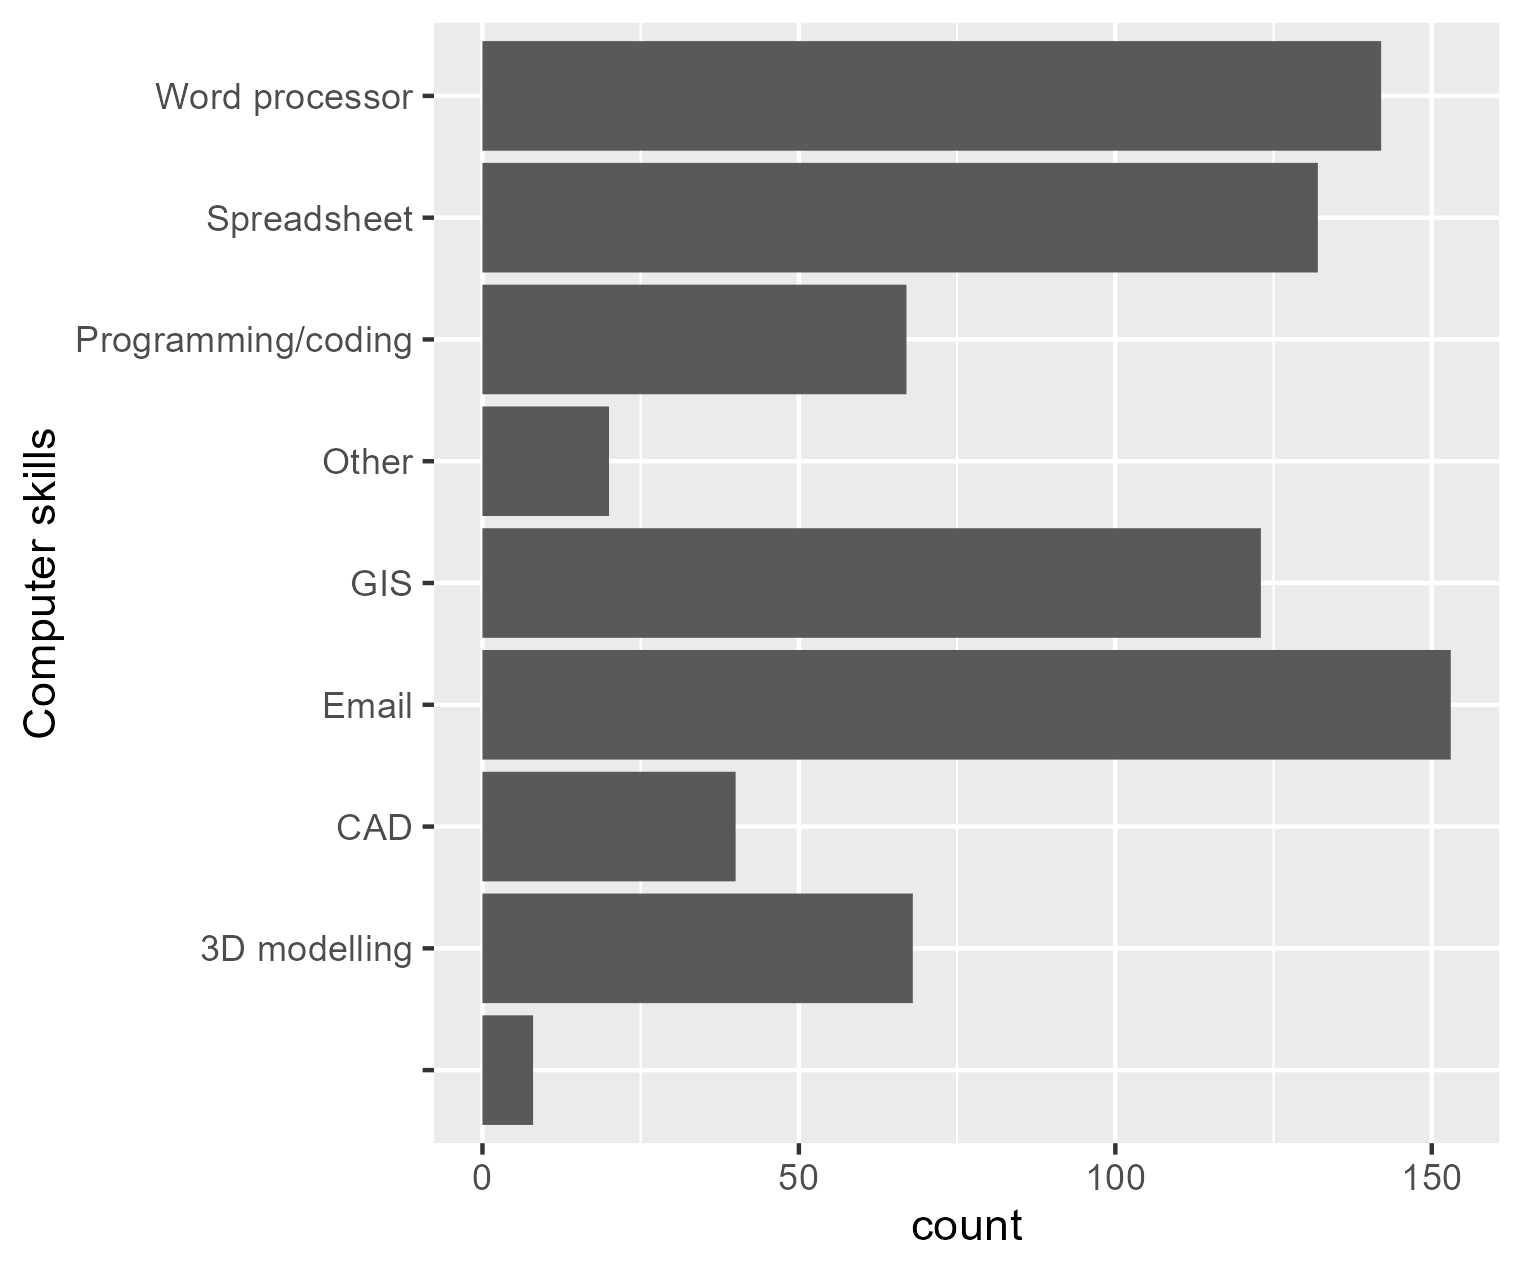 Word processor
Spreadsheet
Programming/coding
Other
GIS
Email
CAD
3D modelling
Computer skills
0 50 100 150
count